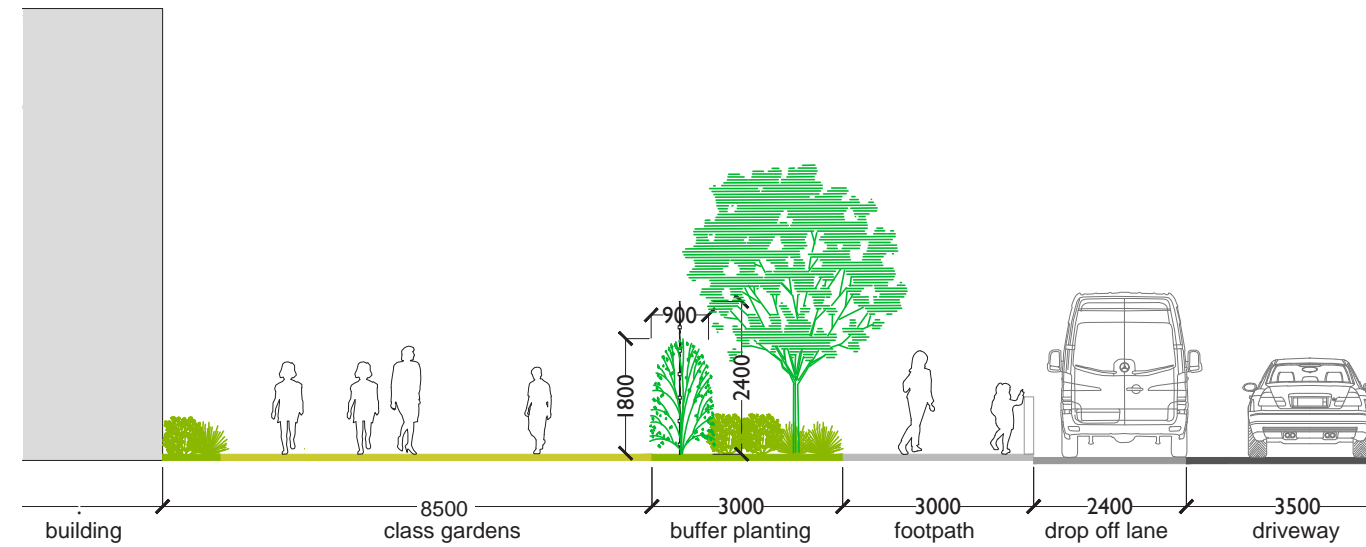 900
1800
2400
8500
3000
3000
2400
3500
building
class gardens
buffer planting
footpath
drop off lane
driveway